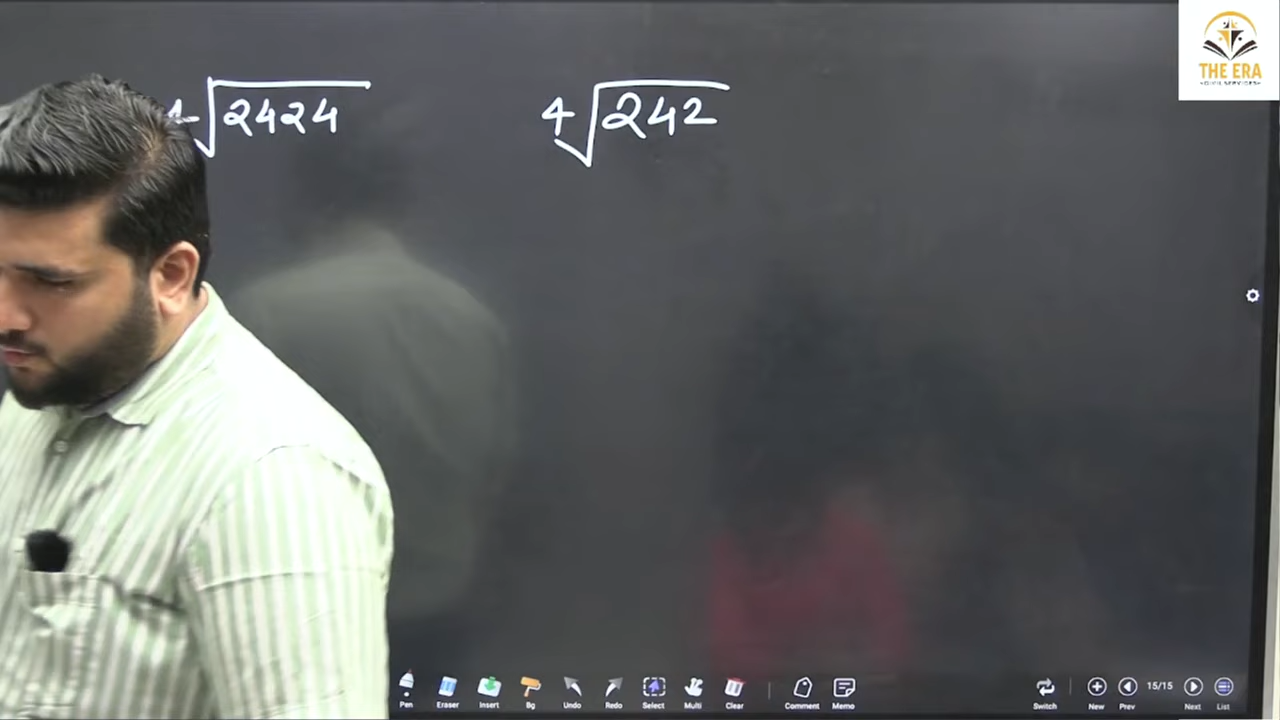 4√2424
4√242
THE ERA
Pen Eraser Insert Bg Undo Redo Select Multi Clear Comment Memo Switch New Prev 15/15 Next List